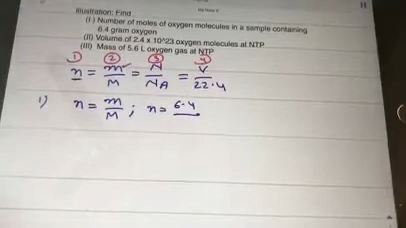 Illustration: Find
(I) Number of moles of oxygen molecules in a sample containing
6.4 gram oxygen
(II) Volume of 2.4 x 10^23 oxygen molecules at NTP
(III) Mass of 5.6 L oxygen gas at NTP
① ② ③ ④
n = m/M = N/NA = V/22.4
1) n = m/M ; n = 6.4